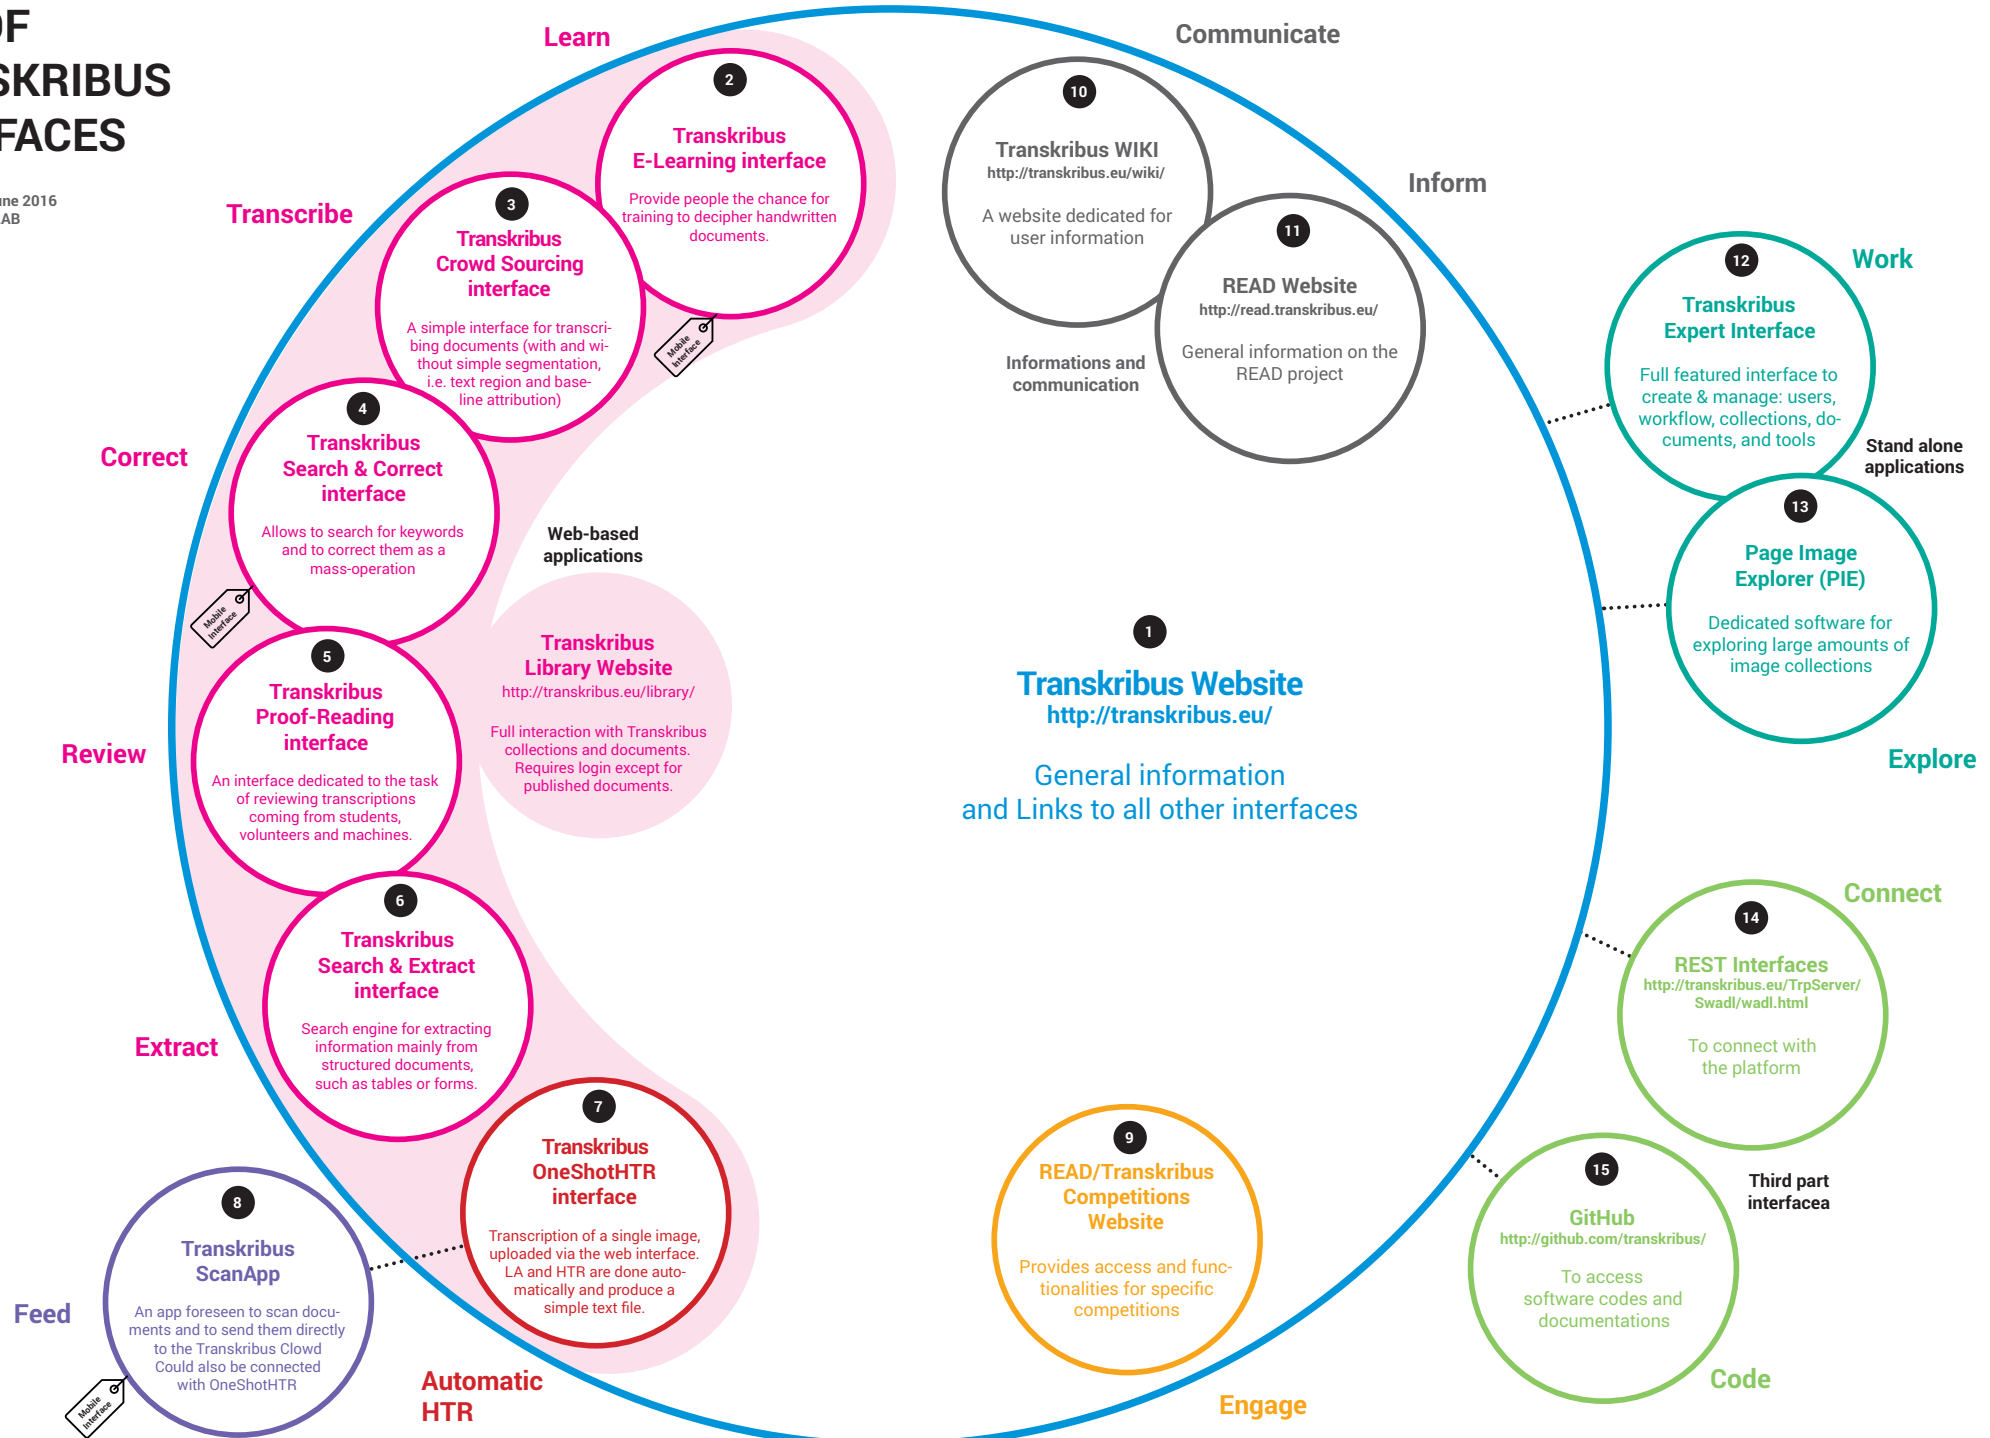 OF
SKRIBUS
FACES
une 2016
AB
Learn
2
Transkribus
E-Learning interface
Provide people the chance for
training to decipher handwritten
documents.
Transcribe
3
Transkribus
Crowd Sourcing
interface
A simple interface for transcri-
bing documents (with and wi-
thout simple segmentation,
i.e. text region and base-
line attribution)
Mobile
Interface
Correct
4
Transkribus
Search & Correct
interface
Allows to search for keywords
and to correct them as a
mass-operation
Mobile
Interface
Web-based
applications
Transkribus
Library Website
http://transkribus.eu/library/
Full interaction with Transkribus
collections and documents.
Requires login except for
published documents.
Review
5
Transkribus
Proof-Reading
interface
An interface dedicated to the task
of reviewing transcriptions
coming from students,
volunteers and machines.
Extract
6
Transkribus
Search & Extract
interface
Search engine for extracting
information mainly from
structured documents,
such as tables or forms.
7
Transkribus
OneShotHTR
interface
Transcription of a single image,
uploaded via the web interface.
LA and HTR are done auto-
matically and produce a
simple text file.
Automatic
HTR
Feed
8
Transkribus
ScanApp
An app foreseen to scan docu-
ments and to send them directly
to the Transkribus Clowd
Could also be connected
with OneShotHTR
Mobile
Interface
Communicate
10
Transkribus WIKI
http://transkribus.eu/wiki/
A website dedicated for
user information
Inform
11
READ Website
http://read.transkribus.eu/
General information on the
READ project
Informations and
communication
1
Transkribus Website
http://transkribus.eu/
General information
and Links to all other interfaces
9
READ/Transkribus
Competitions
Website
Provides access and func-
tionalities for specific
competitions
Engage
Work
12
Transkribus
Expert Interface
Full featured interface to
create & manage: users,
workflow, collections, do-
cuments, and tools
Stand alone
applications
13
Page Image
Explorer (PIE)
Dedicated software for
exploring large amounts of
image collections
Explore
Connect
14
REST Interfaces
http://transkribus.eu/TrpServer/
Swadl/wadl.html
To connect with
the platform
Third part
interfacea
15
GitHub
http://github.com/transkribus/
To access
software codes and
documentations
Code